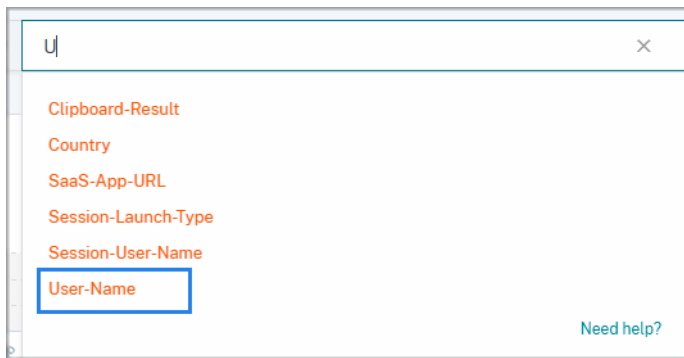 U
Clipboard-Result
Country
SaaS-App-URL
Session-Launch-Type
Session-User-Name
User-Name
Need help?